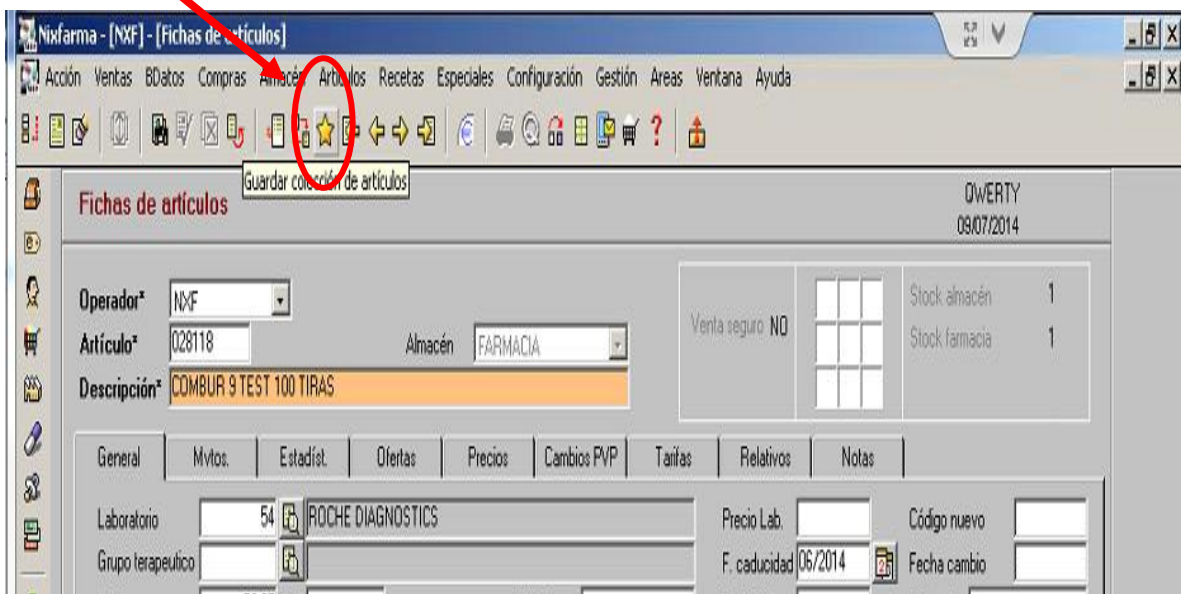 Nixfarma - [NXF] - [Fichas de artículos]
Acción Ventas BDatos Compras Almacén Artículos Recetas Especiales Configuración Gestión Areas Ventana Ayuda
Guardar colección de artículos
Fichas de artículos
QWERTY
09/07/2014
Operador* NXF
Artículo* 028118 Almacén FARMACIA
Descripción* COMBUR 9 TEST 100 TIRAS
Venta seguro NO
Stock almacén 1
Stock farmacia 1
General Mvtos. Estadíst. Ofertas Precios Cambios PVP Tarifas Relativos Notas
Laboratorio 54 ROCHE DIAGNOSTICS Precio Lab. Código nuevo
Grupo terapeutico F. caducidad 06/2014 Fecha cambio